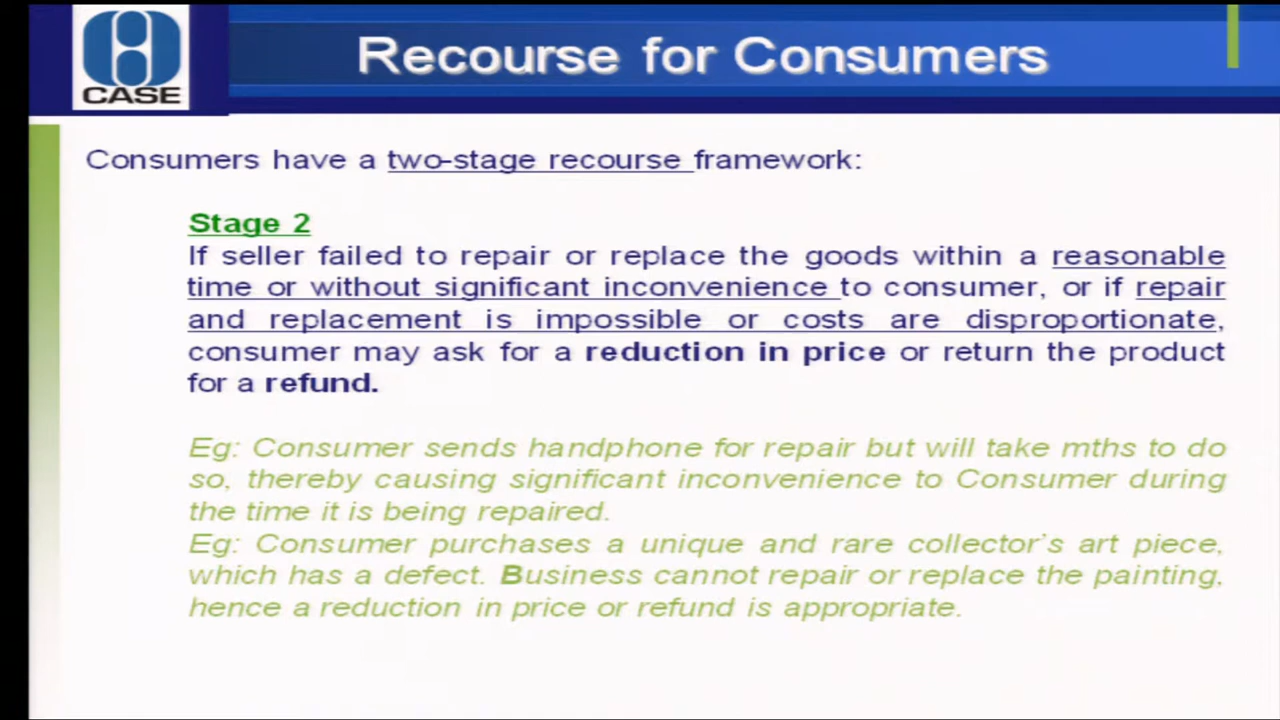 CASE
Recourse for Consumers
Consumers have a two-stage recourse framework:
Stage 2
If seller failed to repair or replace the goods within a reasonable
time or without significant inconvenience to consumer, or if repair
and replacement is impossible or costs are disproportionate,
consumer may ask for a reduction in price or return the product
for a refund.
Eg: Consumer sends handphone for repair but will take mths to do
so, thereby causing significant inconvenience to Consumer during
the time it is being repaired.
Eg: Consumer purchases a unique and rare collector's art piece,
which has a defect. Business cannot repair or replace the painting,
hence a reduction in price or refund is appropriate.